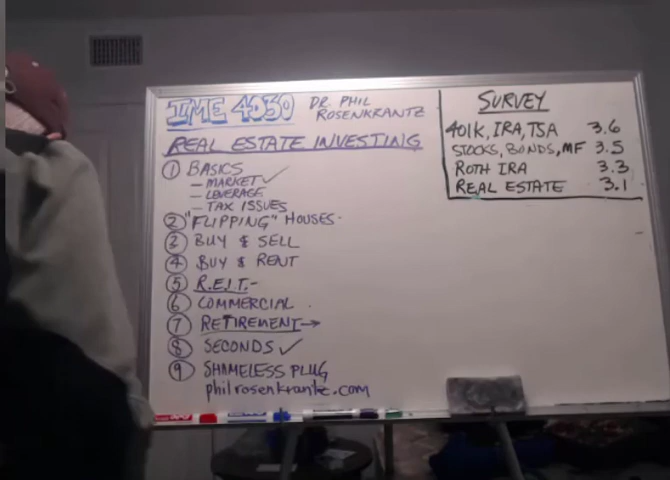 IME 4030 DR. PHIL
ROSENKRANTZ
REAL ESTATE INVESTING
① BASICS
— MARKET ✓
— LEVERAGE
— TAX ISSUES
② "FLIPPING" HOUSES.
③ BUY & SELL
④ BUY & RENT
⑤ R.E.I.T.-
⑥ COMMERCIAL .
⑦ RETIREMENT→
⑧ SECONDS ✓
⑨ SHAMELESS PLUG
philrosenkrantz.com
SURVEY
401K, IRA, TSA 3.6
STOCKS, BONDS, MF 3.5
ROTH IRA 3.3
REAL ESTATE 3.1